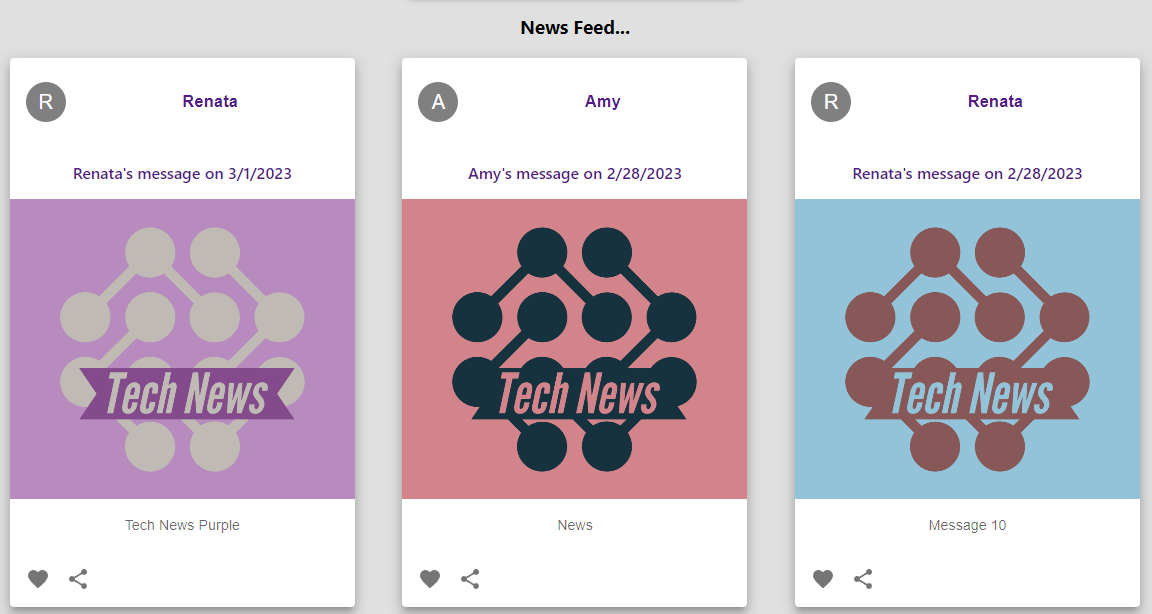 News Feed...
R
Renata
Renata's message on 3/1/2023
Tech News
Tech News Purple
A
Amy
Amy's message on 2/28/2023
Tech News
News
R
Renata
Renata's message on 2/28/2023
Tech News
Message 10